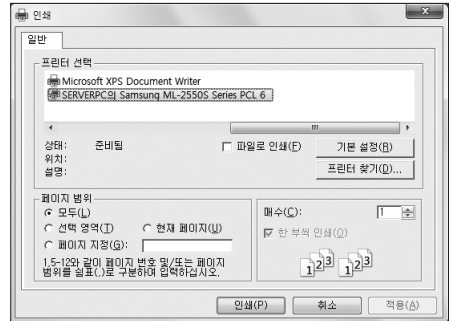 인쇄
일반
프린터 선택
Microsoft XPS Document Writer
SERVERPC의 Samsung ML-2550S Series PCL 6
상태: 준비됨
위치:
설명:
파일로 인쇄(F)
기본 설정(R)
프린터 찾기(D)...
페이지 범위
모두(L)
선택 영역(T) 현재 페이지(U)
페이지 지정(G):
1,5-12와 같이 페이지 번호 및/또는 페이지
범위를 쉼표(,)로 구분하여 입력하십시오.
매수(C): 1
한 부씩 인쇄(O)
1 2 3 1 2 3
인쇄(P) 취소 적용(A)